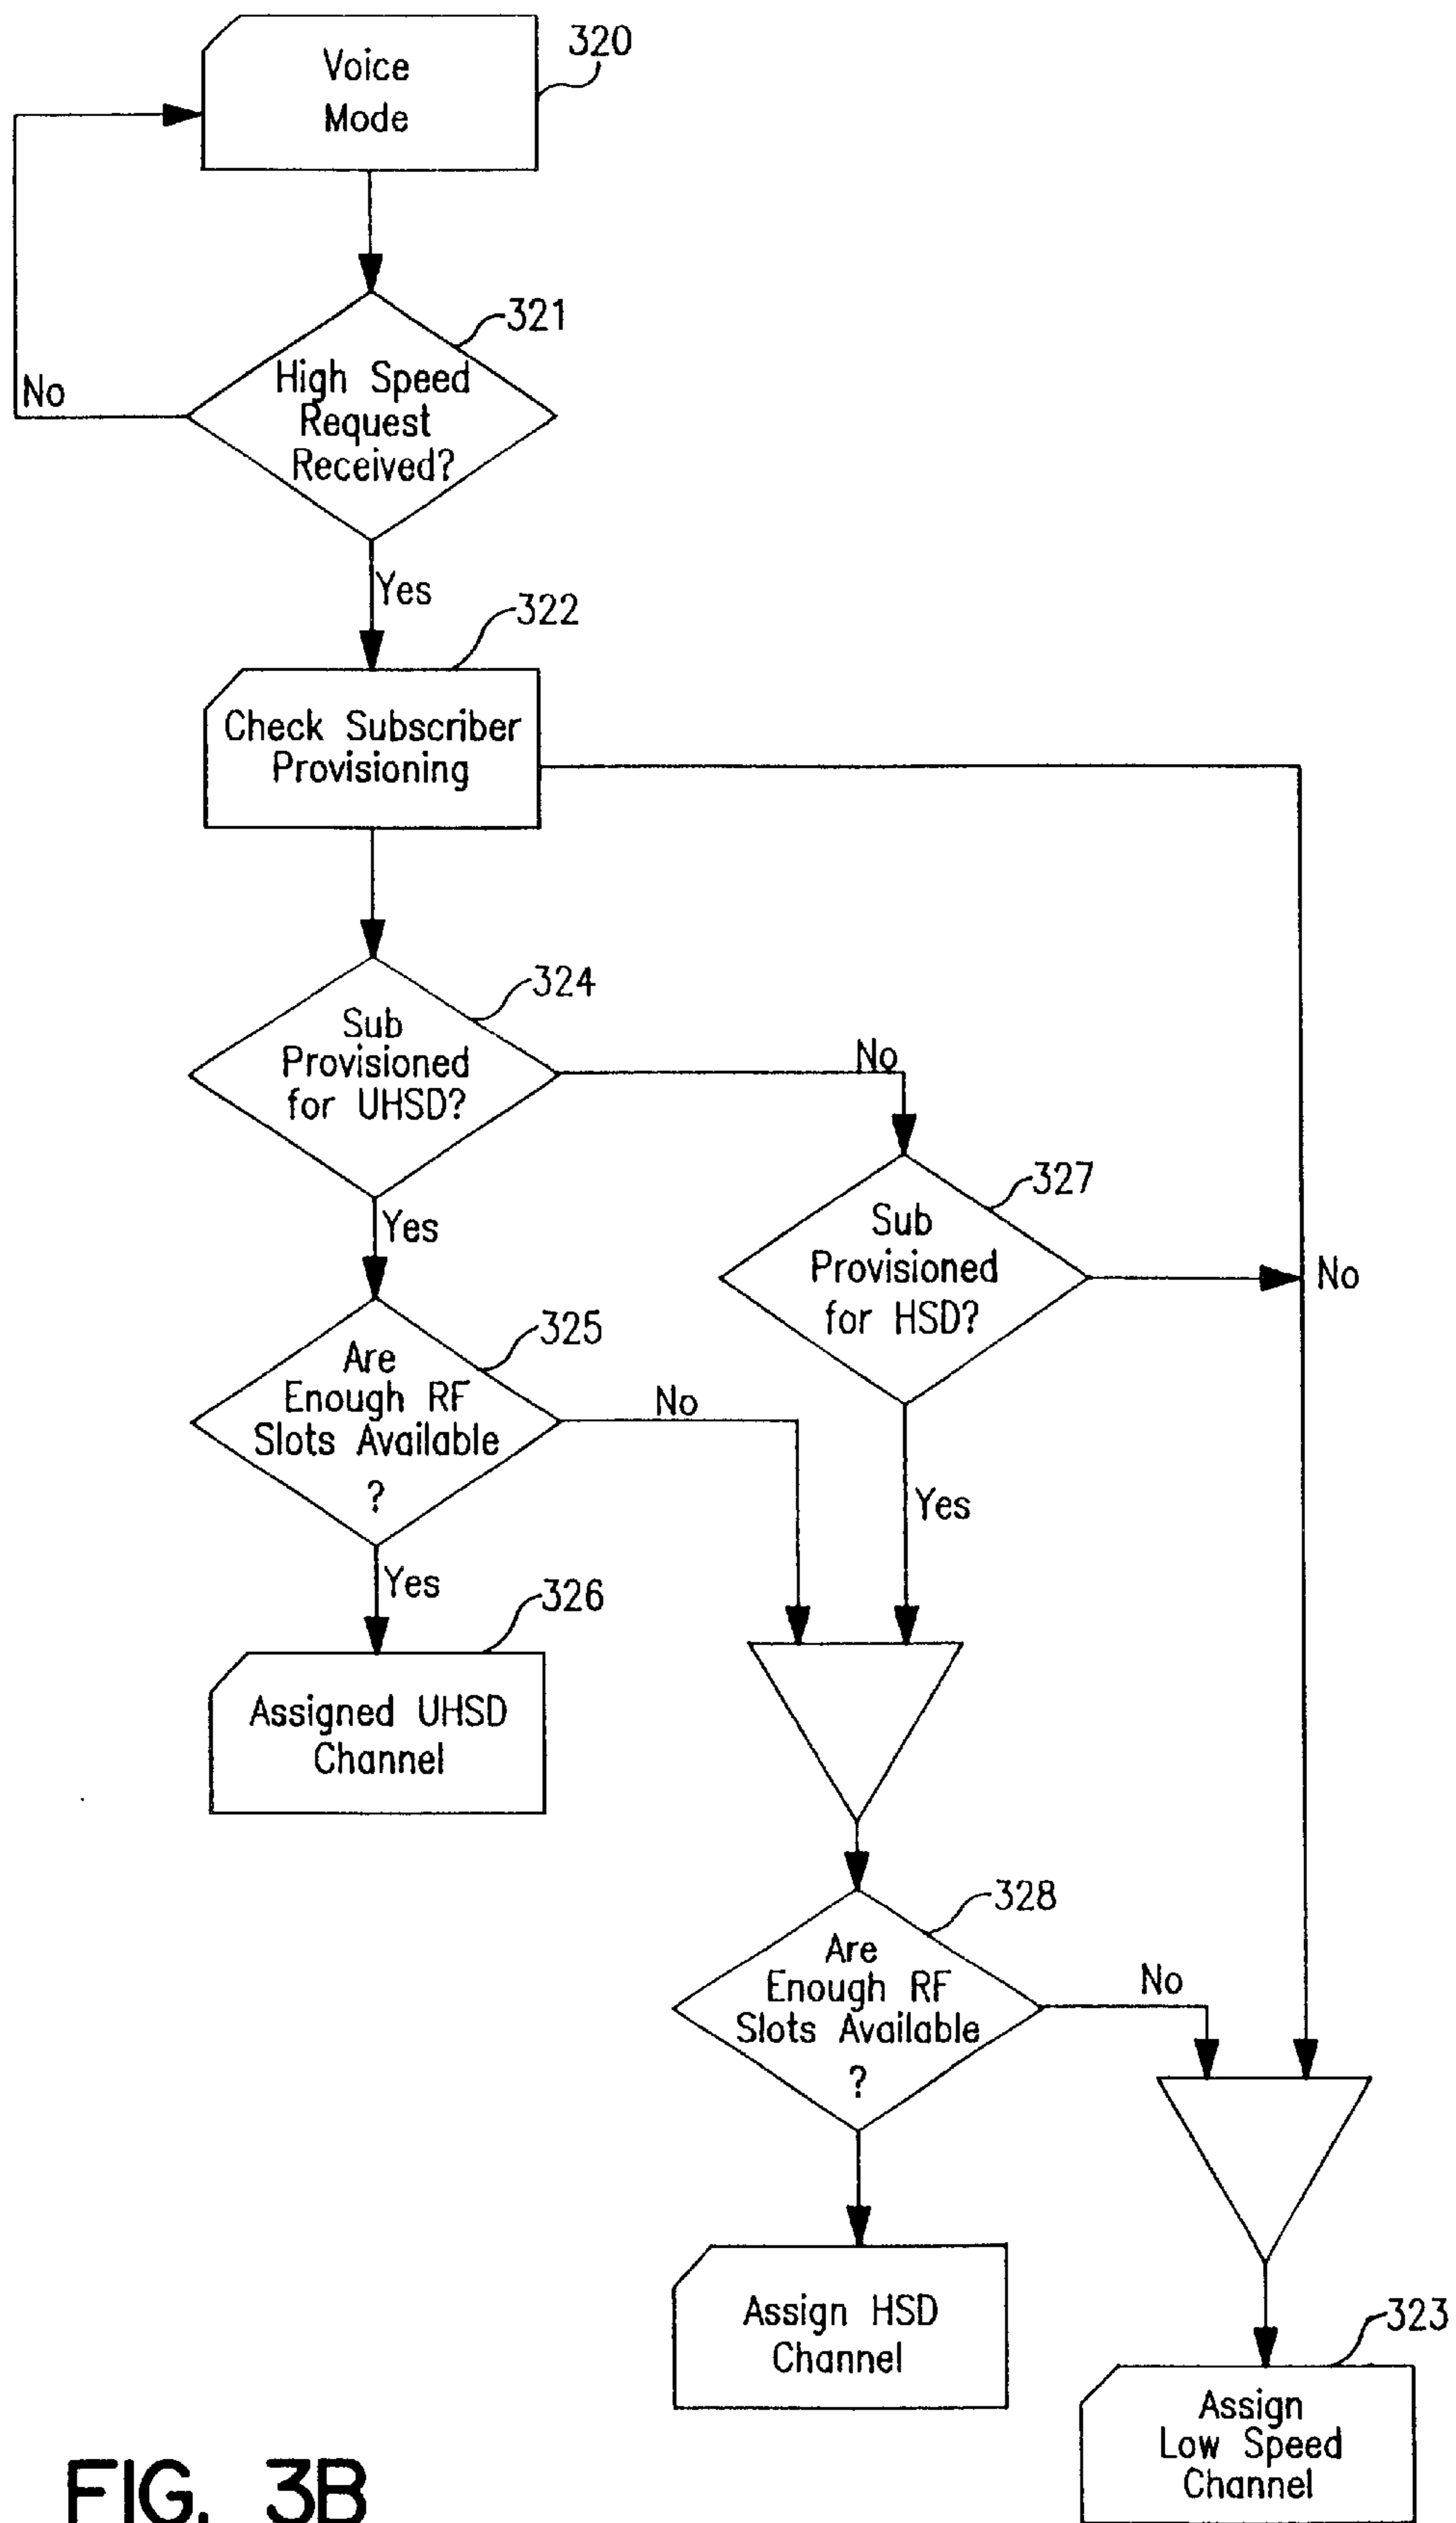 Voice
Mode
320
321
High Speed
Request
Received?
No
Yes
322
Check Subscriber
Provisioning
324
Sub
Provisioned
for UHSD?
No
Yes
327
Sub
Provisioned
for HSD?
No
325
Are
Enough RF
Slots Available
?
No
Yes
Yes
326
Assigned UHSD
Channel
328
Are
Enough RF
Slots Available
?
No
Assign HSD
Channel
323
Assign
Low Speed
Channel
FIG. 3B